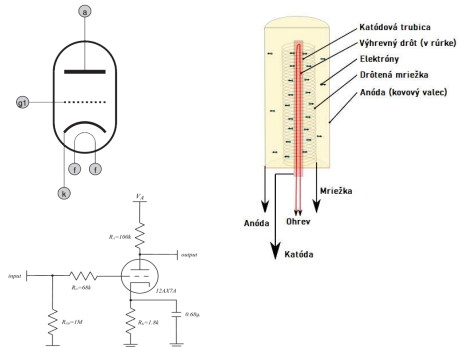 a
g1
k
f
f
Katódová trubica
Výhrevný drôt (v rúrke)
Elektróny
Drôtená mriežka
Anóda (kovový valec)
Mriežka
Anóda
Ohrev
Katóda
V_A
R_a=100k
output
input
R_s=68k
12AX7A
R_in=1M
R_k=1.8k
0.68µ